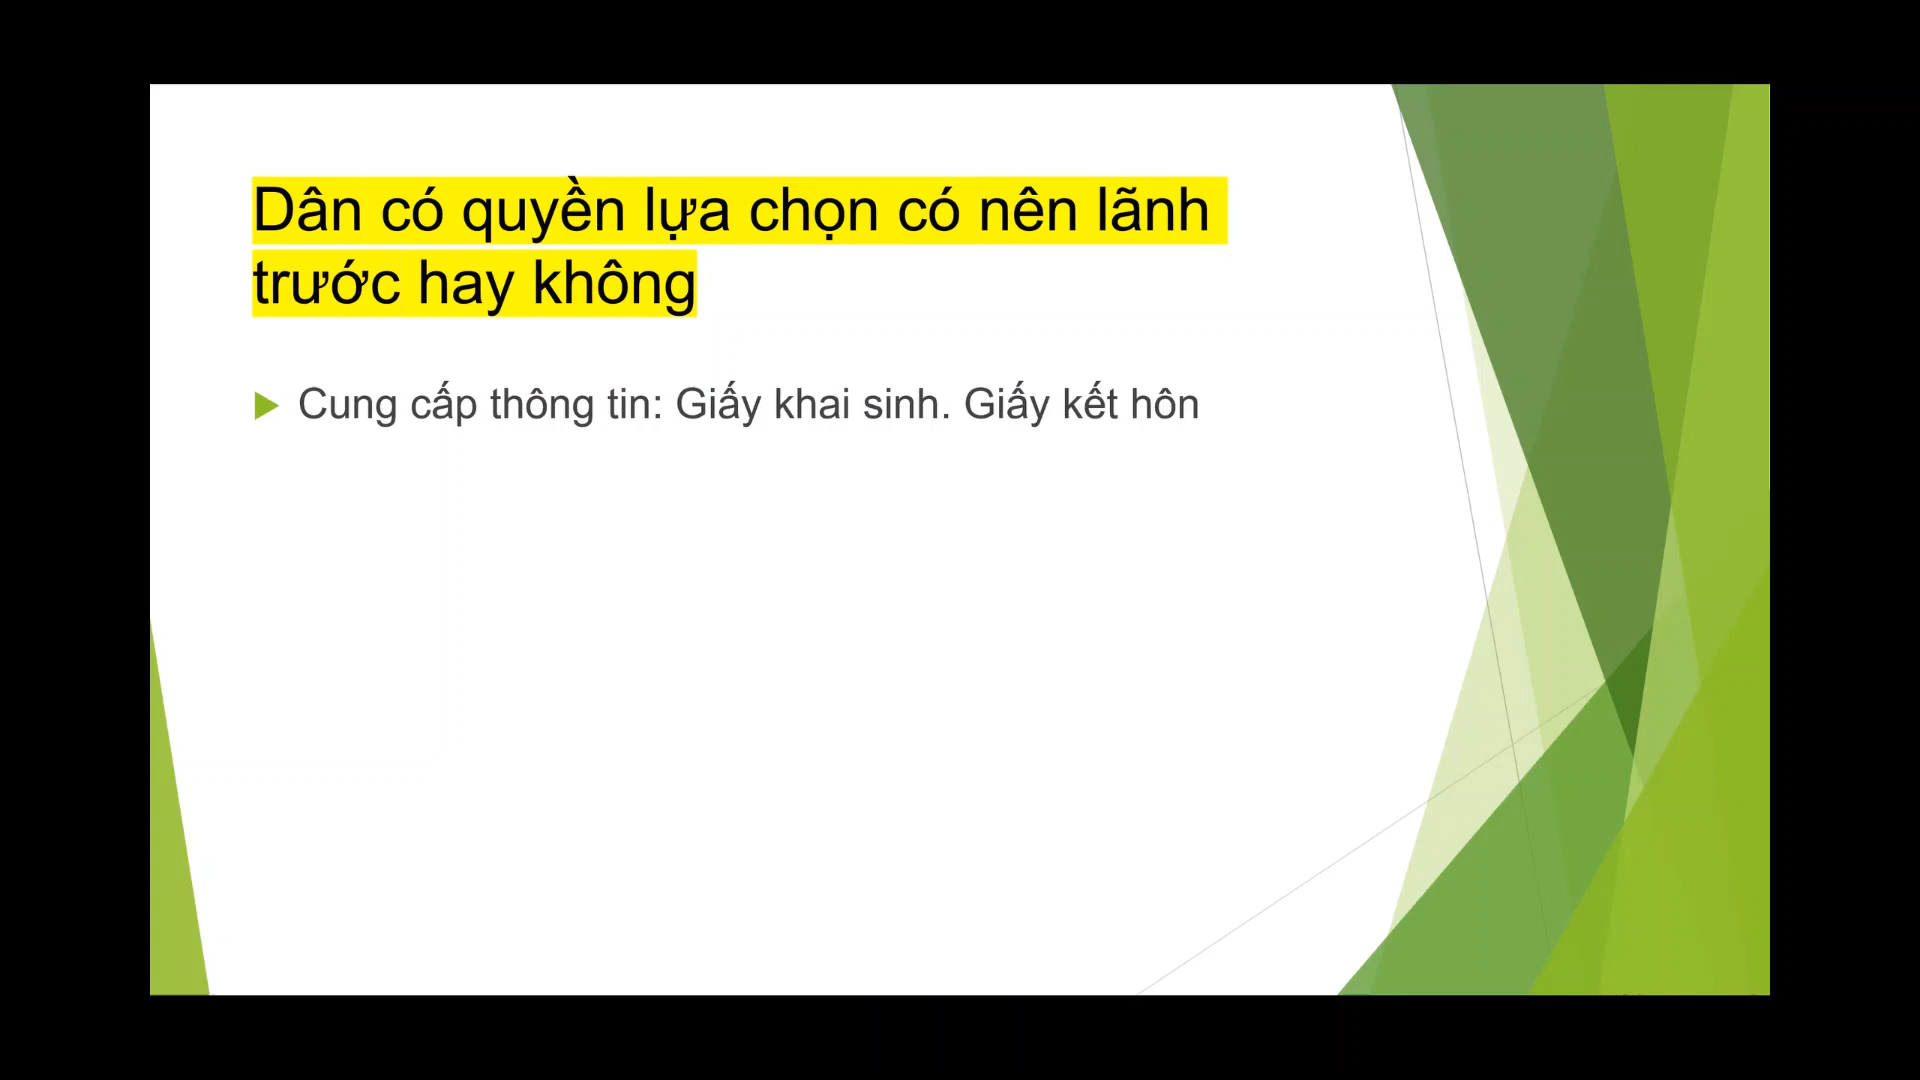 Dân có quyền lựa chọn có nên lãnh
trước hay không
Cung cấp thông tin: Giấy khai sinh. Giấy kết hôn